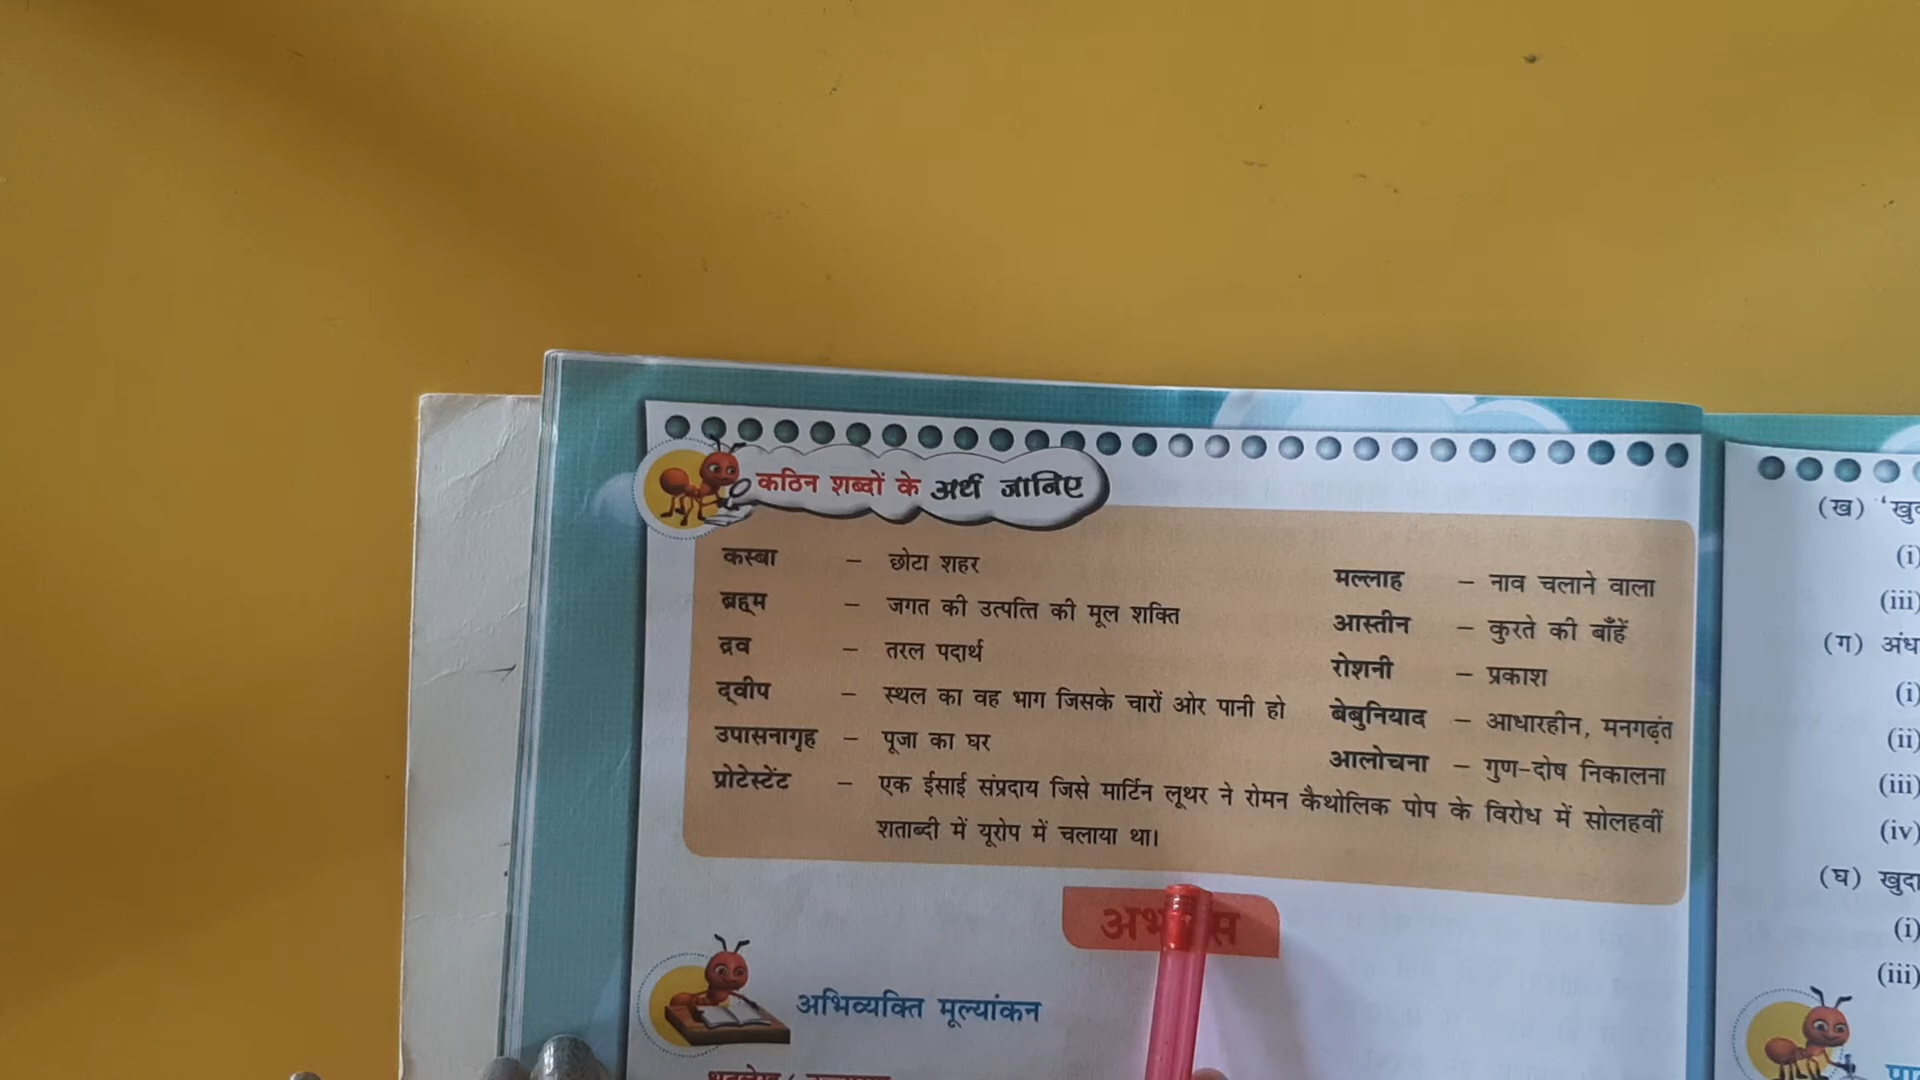 कठिन शब्दों के अर्थ जानिए
कस्बा – छोटा शहर
ब्रह्म – जगत की उत्पत्ति की मूल शक्ति
द्रव – तरल पदार्थ
द्वीप – स्थल का वह भाग जिसके चारों ओर पानी हो
उपासनागृह – पूजा का घर
मल्लाह – नाव चलाने वाला
आस्तीन – कुरते की बाँहें
रोशनी – प्रकाश
बेबुनियाद – आधारहीन, मनगढ़ंत
आलोचना – गुण-दोष निकालना
प्रोटेस्टेंट – एक ईसाई संप्रदाय जिसे मार्टिन लूथर ने रोमन कैथोलिक पोप के विरोध में सोलहवीं
शताब्दी में यूरोप में चलाया था।
अभिव्यक्ति मूल्यांकन
(ख)
(i)
(iii)
(ग)
(i)
(ii)
(iii)
(iv)
(घ)
(i)
(iii)